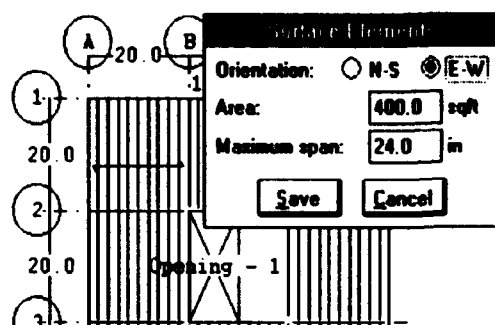 Surface Element
A
20.0
B
1
Orientation: N-S E-W
1
Area: 400.0 sqft
20.0
Maximum span: 24.0 in
Save Cancel
2
20.0
Opening - 1
3